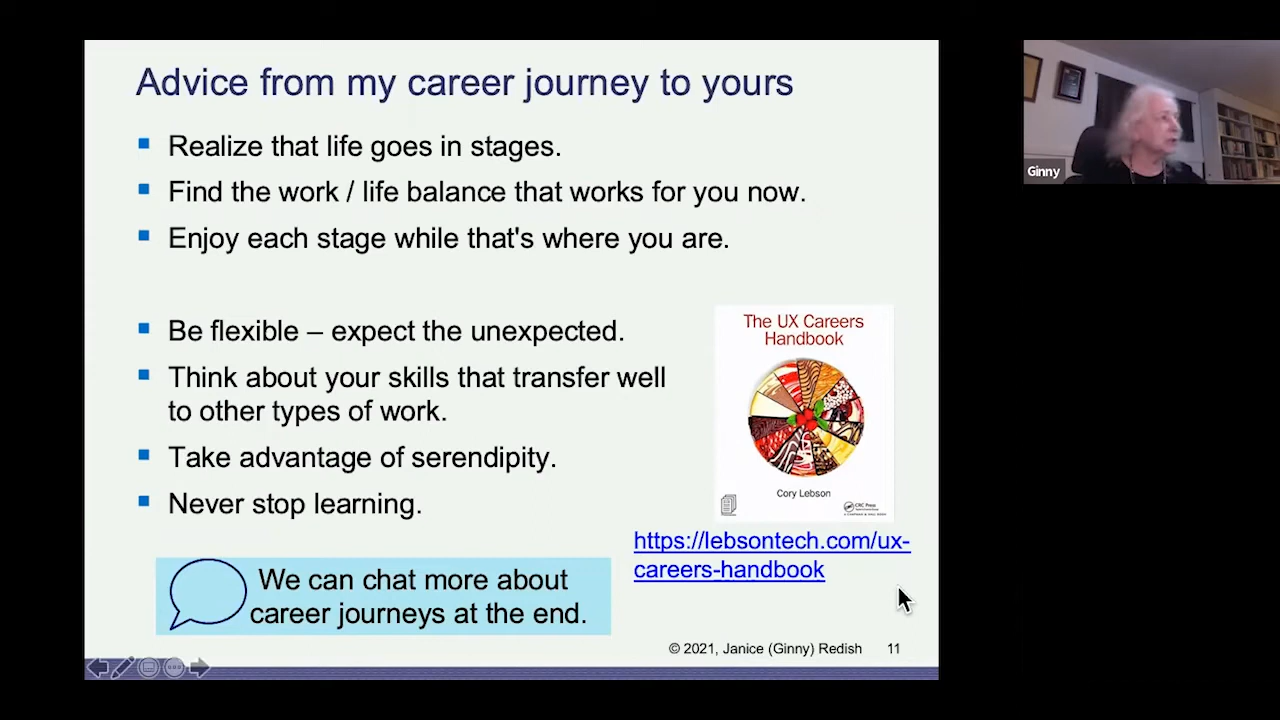 Advice from my career journey to yours
Realize that life goes in stages.
Find the work / life balance that works for you now.
Enjoy each stage while that's where you are.
Be flexible – expect the unexpected.
Think about your skills that transfer well
to other types of work.
Take advantage of serendipity.
Never stop learning.
The UX Careers
Handbook
Cory Lebson
CRC Press
https://lebsontech.com/ux-
careers-handbook
We can chat more about
career journeys at the end.
© 2021, Janice (Ginny) Redish 11
Ginny